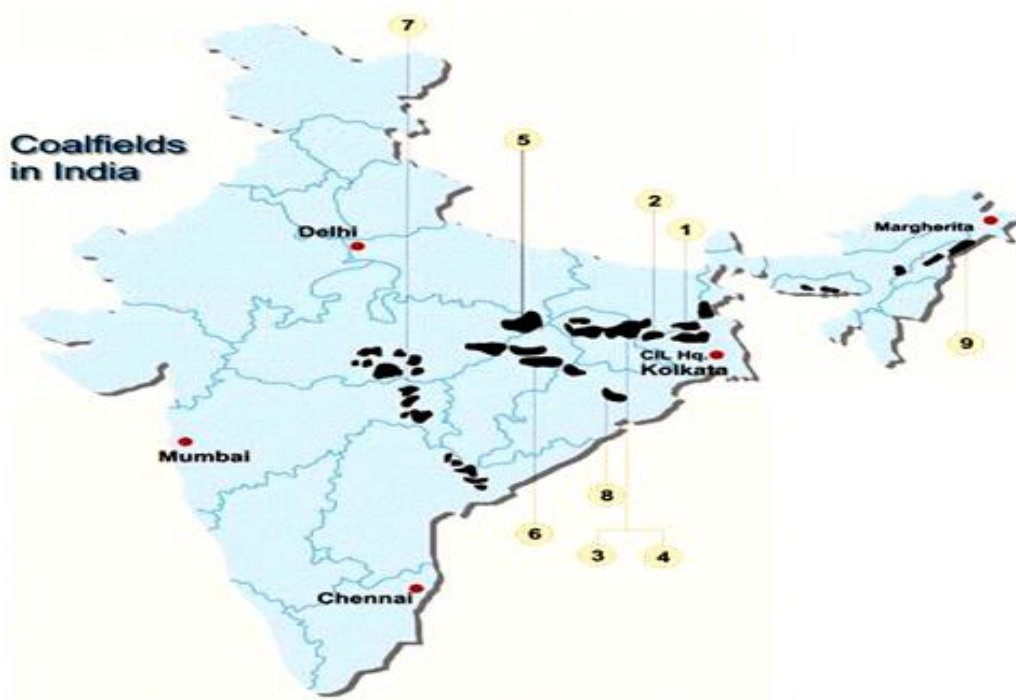 7
Coalfields
in India
5
2
1
Delhi
Margherita
9
CIL Hq.
Kolkata
Mumbai
8
6
3
4
Chennai